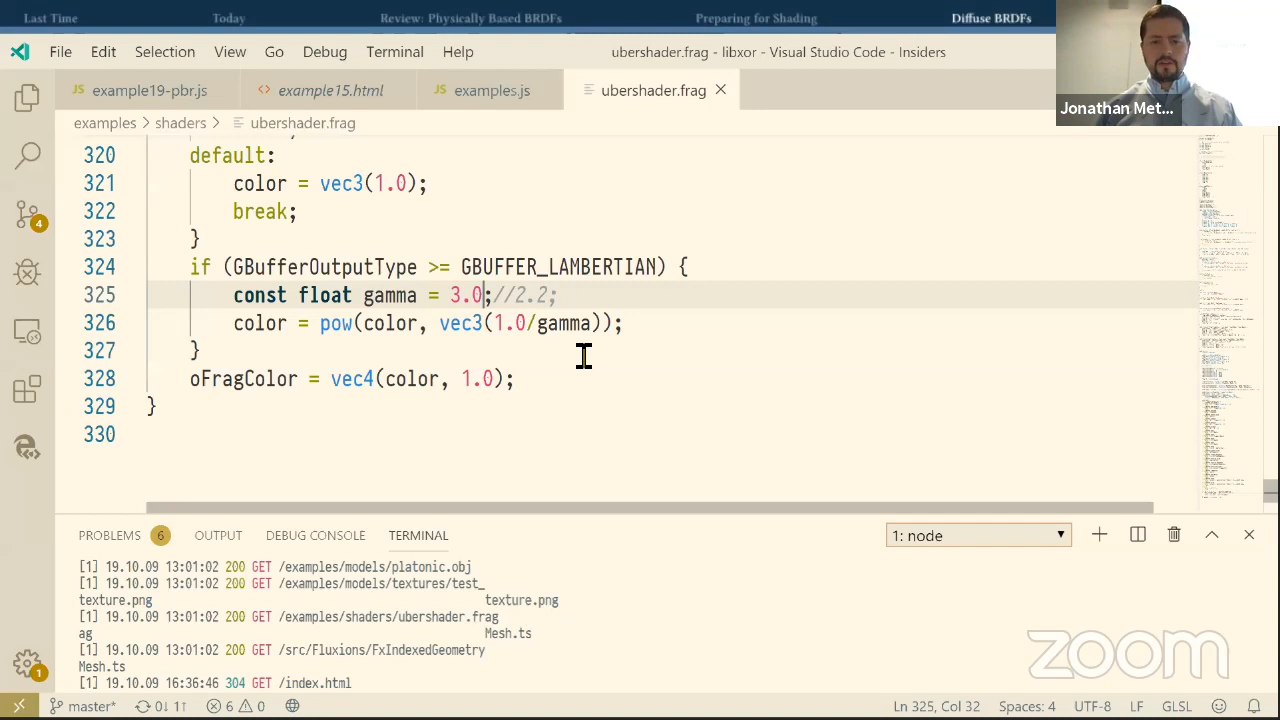 Last Time Today Review: Physically Based BRDFs Preparing for Shading Diffuse BRDFs
File Edit Selection View Go Debug Terminal Help ubershader.frag - libxor - Visual Studio Code - Insiders
Jonathan Met...
example19-pbr.js example-15.html examples.js ubershader.frag
examples shaders ubershader.frag
320 default:
321 color = vec3(1.0);
322 break;
323 }
324 if (GBufferOutputType >= GBUFFER_LAMBERTIAN) {
325 const float gamma = 3.0;//2.2;
326 color = pow(color, vec3(1.0/gamma));
327 }
328 oFragColor = vec4(color, 1.0);
329 }
330
PROBLEMS 6 OUTPUT DEBUG CONSOLE TERMINAL 1: node
[1] 19.10.09 13:01:02 200 GET /examples/models/platonic.obj
[1] 19.10.09 13:01:02 200 GET /examples/models/textures/test_
texture.png texture.png
[1] 19.10.09 13:01:02 200 GET /examples/shaders/ubershader.frag
ag Mesh.ts
[1] 19.10.09 13:01:02 200 GET /src/Fluxions/FxIndexedGeometry
Mesh.ts
[1] 19.10.09 16:36:46 304 GET /index.html
zoom
master* 0↓ 1↑ 6 0 Ln 325, Col 32 Spaces: 4 UTF-8 LF GLSL
4
1